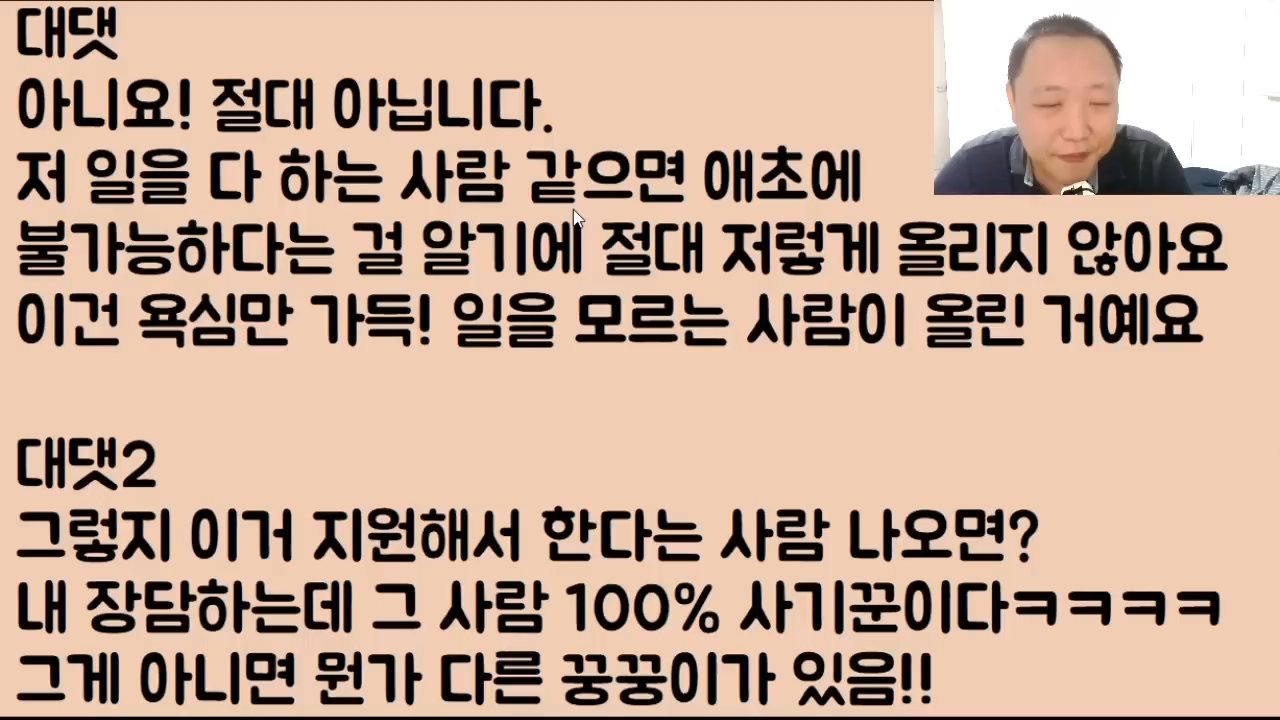 대댓
아니요! 절대 아닙니다.
저 일을 다 하는 사람 같으면 애초에
불가능하다는 걸 알기에 절대 저렇게 올리지 않아요
이건 욕심만 가득! 일을 모르는 사람이 올린 거예요
대댓2
그렇지 이거 지원해서 한다는 사람 나오면?
내 장담하는데 그 사람 100% 사기꾼이다ㅋㅋㅋㅋ
그게 아니면 뭔가 다른 꿍꿍이가 있음!!